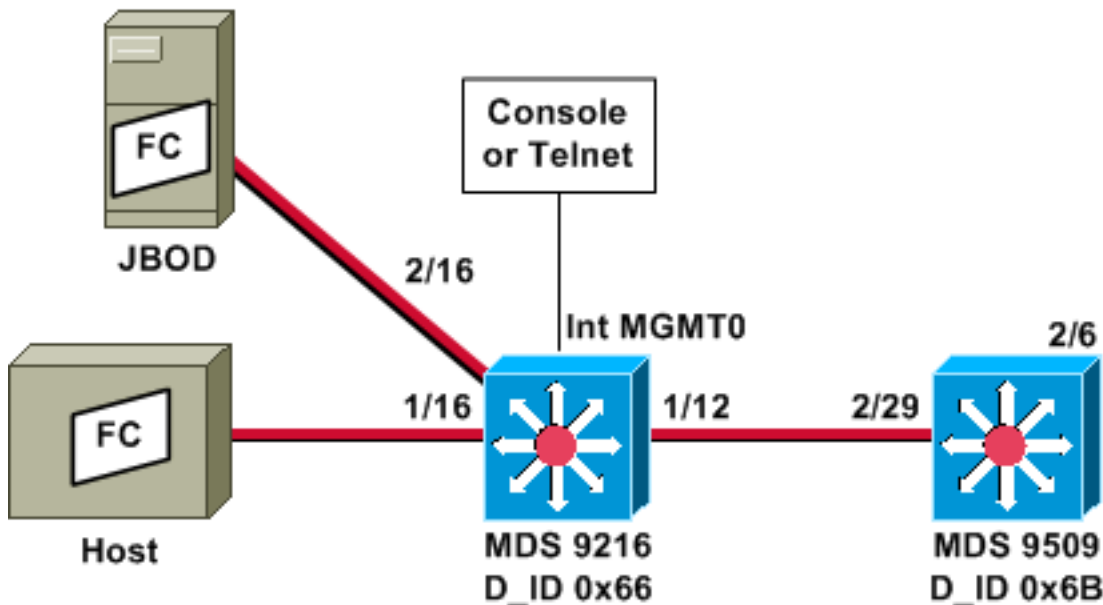 FC
JBOD
Console
or Telnet
2/16
Int MGMT0
2/6
FC
Host
1/16
1/12
2/29
MDS 9216
D_ID 0x66
MDS 9509
D_ID 0x6B